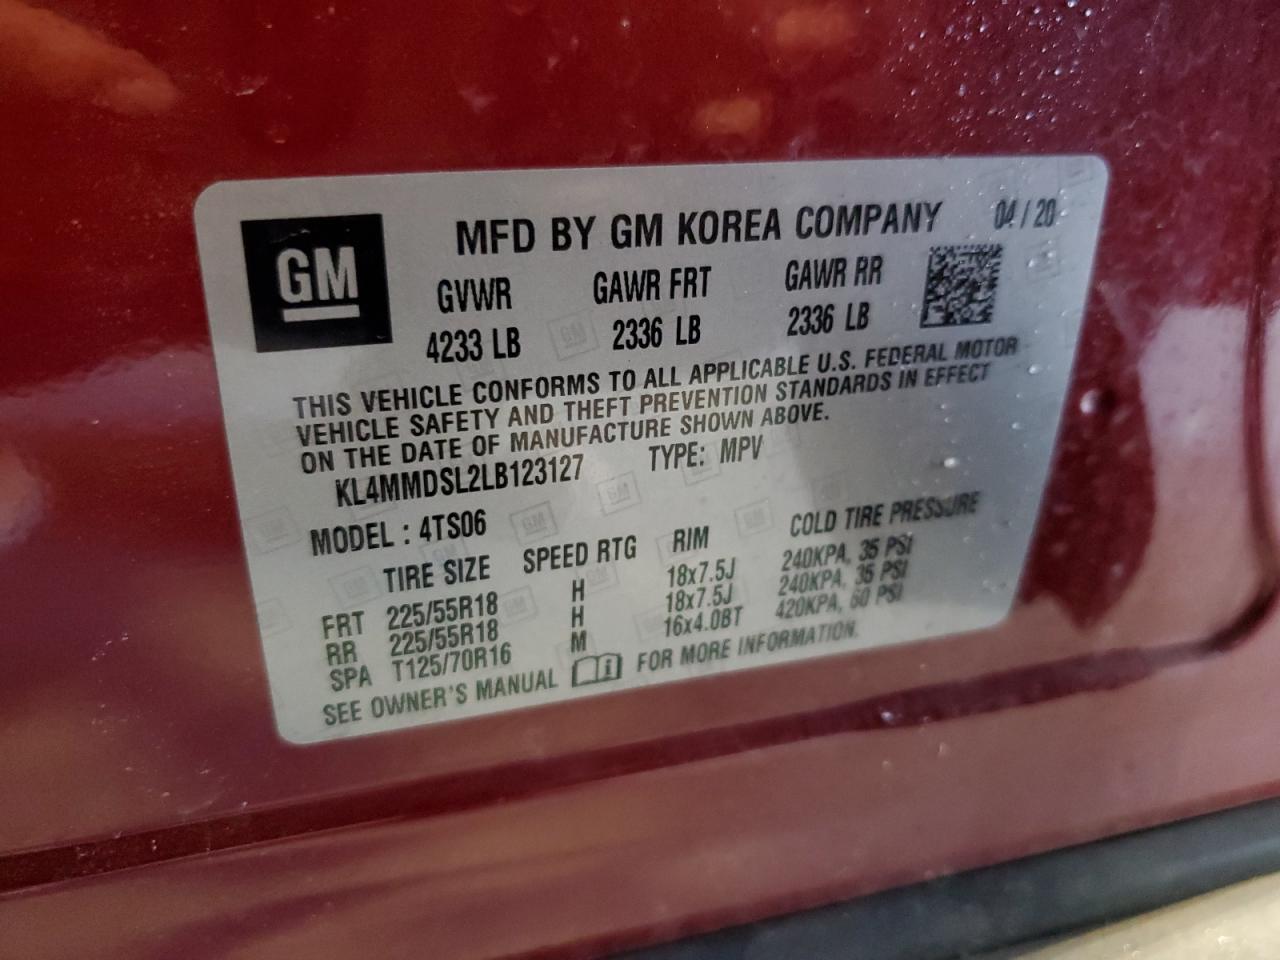 GM
MFD BY GM KOREA COMPANY 04/20
GVWR GAWR FRT GAWR RR
4233 LB 2336 LB 2336 LB
THIS VEHICLE CONFORMS TO ALL APPLICABLE U.S. FEDERAL MOTOR
VEHICLE SAFETY AND THEFT PREVENTION STANDARDS IN EFFECT
ON THE DATE OF MANUFACTURE SHOWN ABOVE.
KL4MMDSL2LB123127 TYPE: MPV
MODEL : 4TS06
TIRE SIZE SPEED RTG RIM COLD TIRE PRESSURE
FRT 225/55R18 H 18x7.5J 240KPA, 35 PSI
RR 225/55R18 H 18x7.5J 240KPA, 35 PSI
SPA T125/70R16 M 16x4.0BT 420KPA, 60 PSI
SEE OWNER'S MANUAL i FOR MORE INFORMATION.